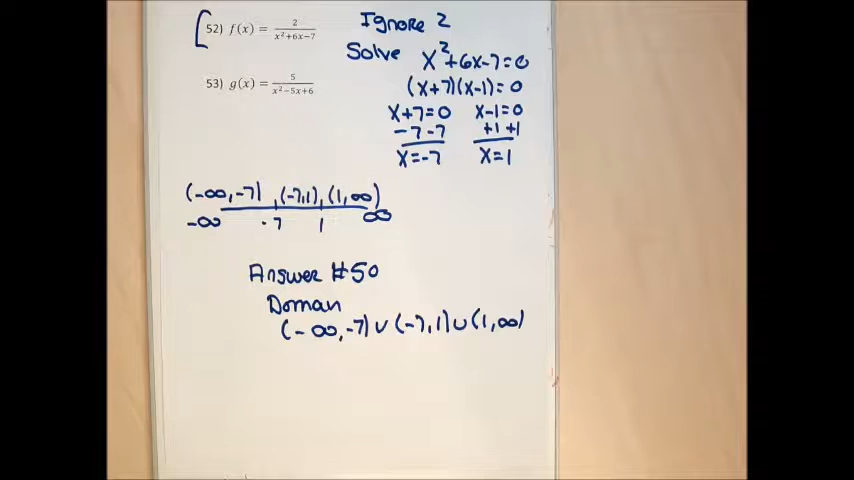 52) f(x) = 2/(x²+6x−7)
Ignore 2
Solve x²+6x-7=0
(x+7)(x-1)=0
x+7=0 x-1=0
-7 -7 +1 +1
x=-7 x=1
53) g(x) = 5/(x²−5x+6)
(-∞,-7) (-7,1) (1,∞)
-∞ -7 1 ∞
Answer #50
Doman
(-∞,-7) ∪ (-7,1) ∪ (1,∞)